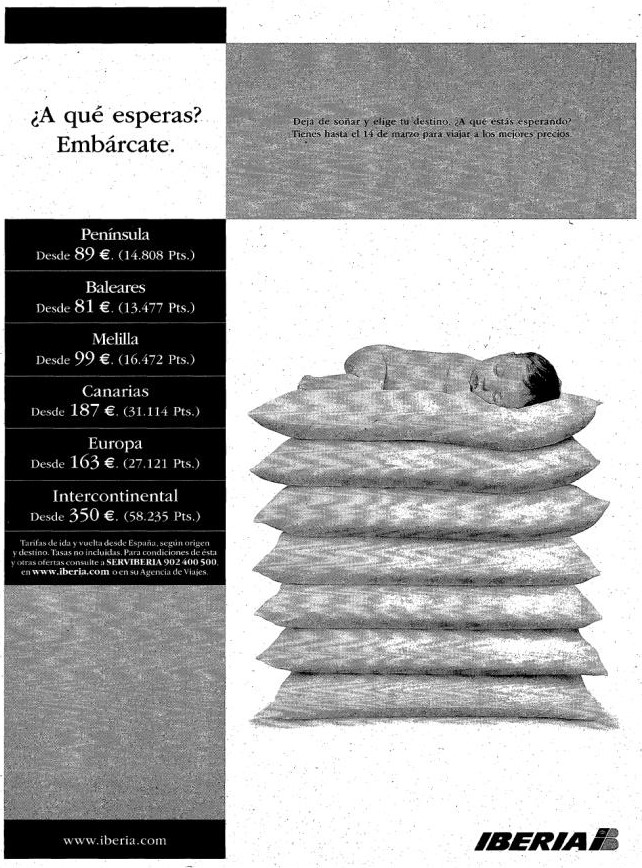 ¿A qué esperas?
Embárcate.
Deja de soñar y elige tu destino. ¿A qué estás esperando?
Tienes hasta el 14 de marzo para viajar a los mejores precios.
Península
Desde 89 €. (14.808 Pts.)
Baleares
Desde 81 €. (13.477 Pts.)
Melilla
Desde 99 €. (16.472 Pts.)
Canarias
Desde 187 €. (31.114 Pts.)
Europa
Desde 163 €. (27.121 Pts.)
Intercontinental
Desde 350 €. (58.235 Pts.)
Tarifas de ida y vuelta desde España, según origen
y destino. Tasas no incluidas. Para condiciones de ésta
y otras ofertas consulte a SERVIBERIA 902 400 500,
en www.iberia.com o en su Agencia de Viajes.
www.iberia.com
IBERIA IB